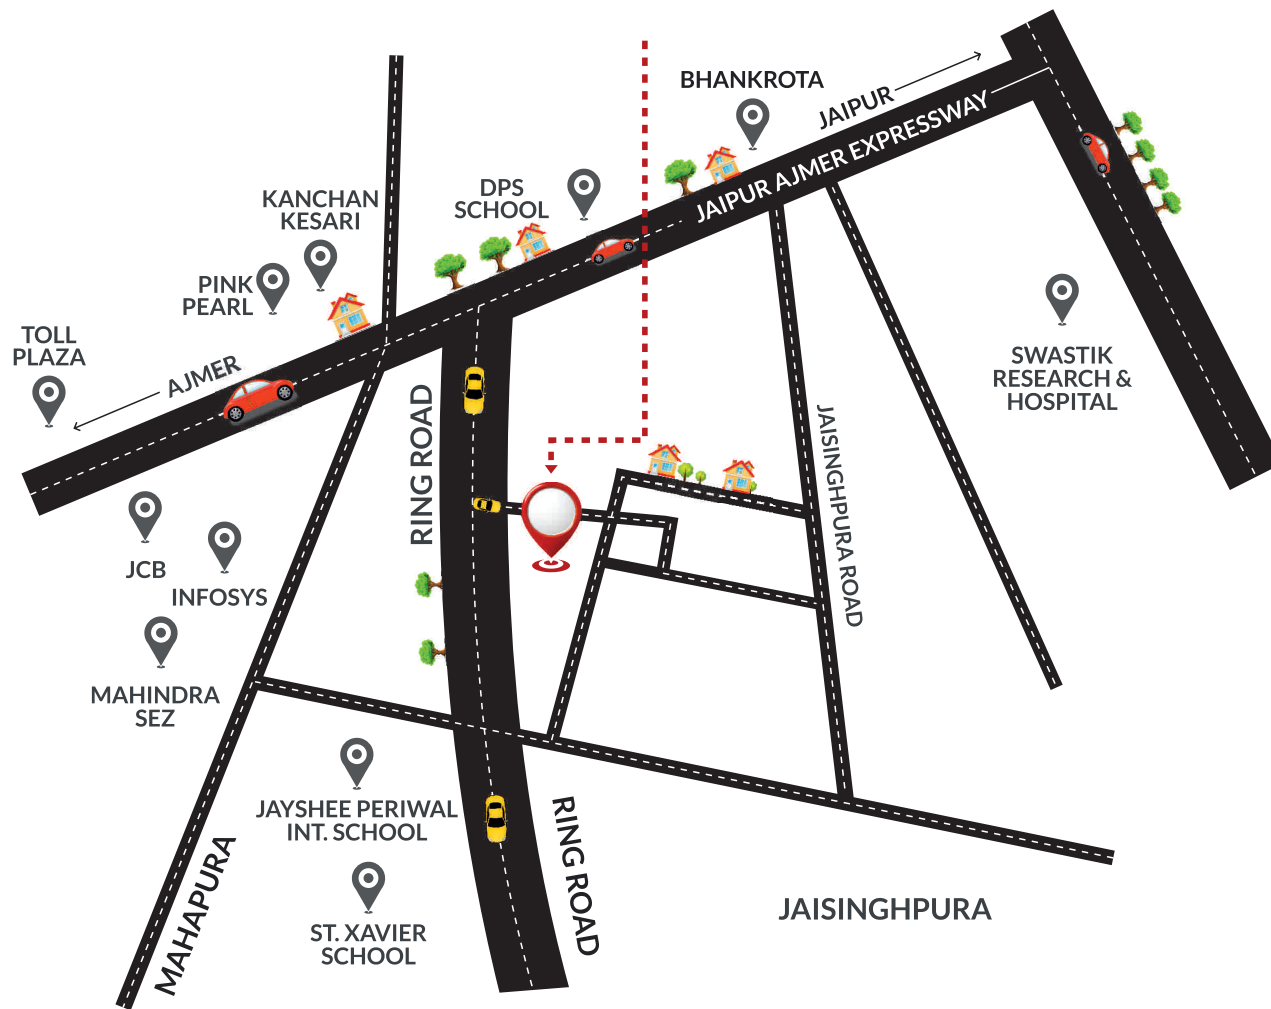 BHANKROTA
JAIPUR
JAIPUR AJMER EXPRESSWAY
DPS
SCHOOL
KANCHAN
KESARI
PINK
PEARL
TOLL
PLAZA
AJMER
SWASTIK
RESEARCH &
HOSPITAL
RING ROAD
JAISINGHPURA ROAD
JCB
INFOSYS
MAHINDRA
SEZ
JAYSHEE PERIWAL
INT. SCHOOL
MAHAPURA
RING ROAD
ST. XAVIER
SCHOOL
JAISINGHPURA